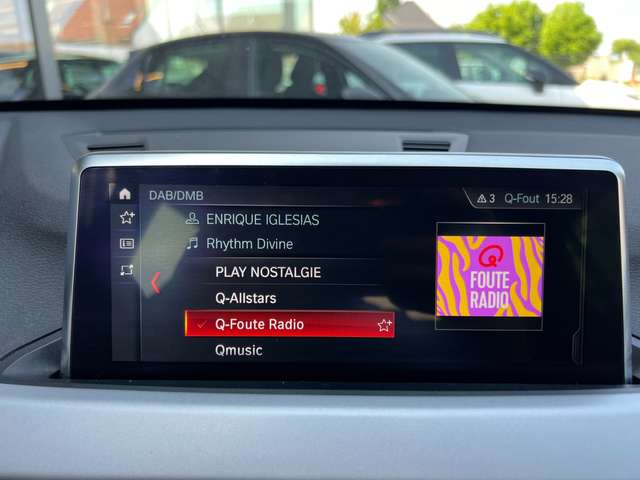 DAB/DMB
3 Q-Fout 15:28
ENRIQUE IGLESIAS
Rhythm Divine
PLAY NOSTALGIE
Q-Allstars
Q-Foute Radio
Qmusic
Q
FOUTE
RADIO